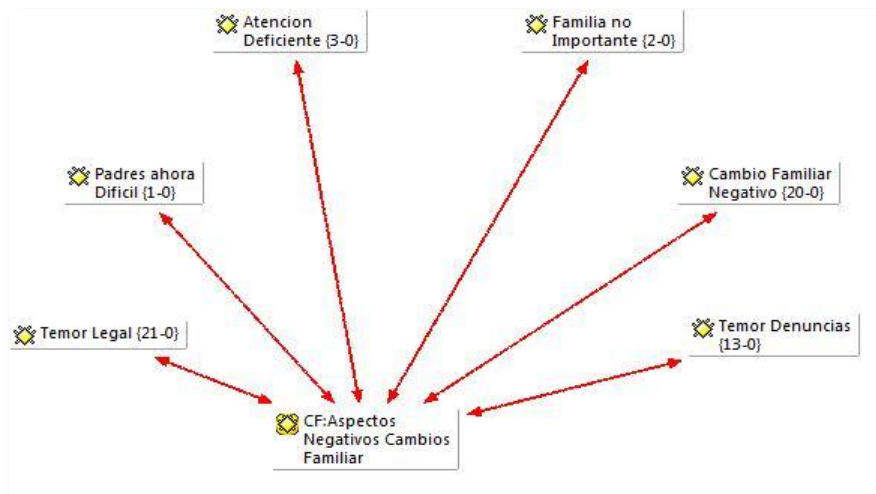 Atencion
Deficiente {3-0}
Familia no
Importante {2-0}
Padres ahora
Dificil {1-0}
Cambio Familiar
Negativo {20-0}
Temor Legal {21-0}
Temor Denuncias
{13-0}
CF:Aspectos
Negativos Cambios
Familiar